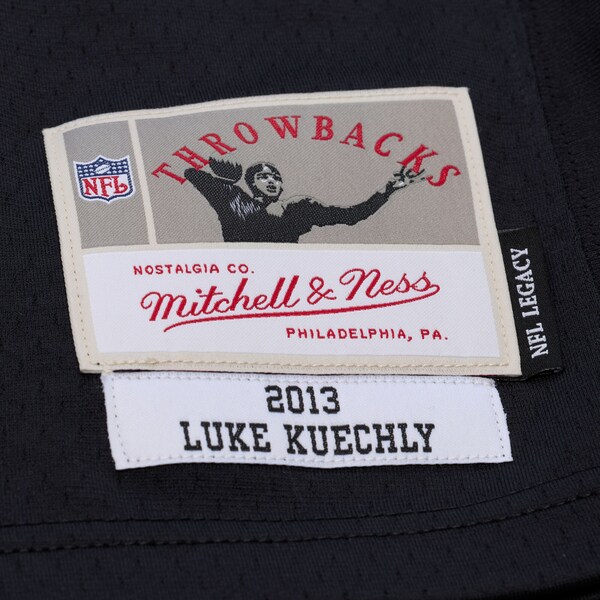 THROWBACKS
NFL
NOSTALGIA CO.
Mitchell & Ness
PHILADELPHIA, PA.
NFL LEGACY
2013
LUKE KUECHLY